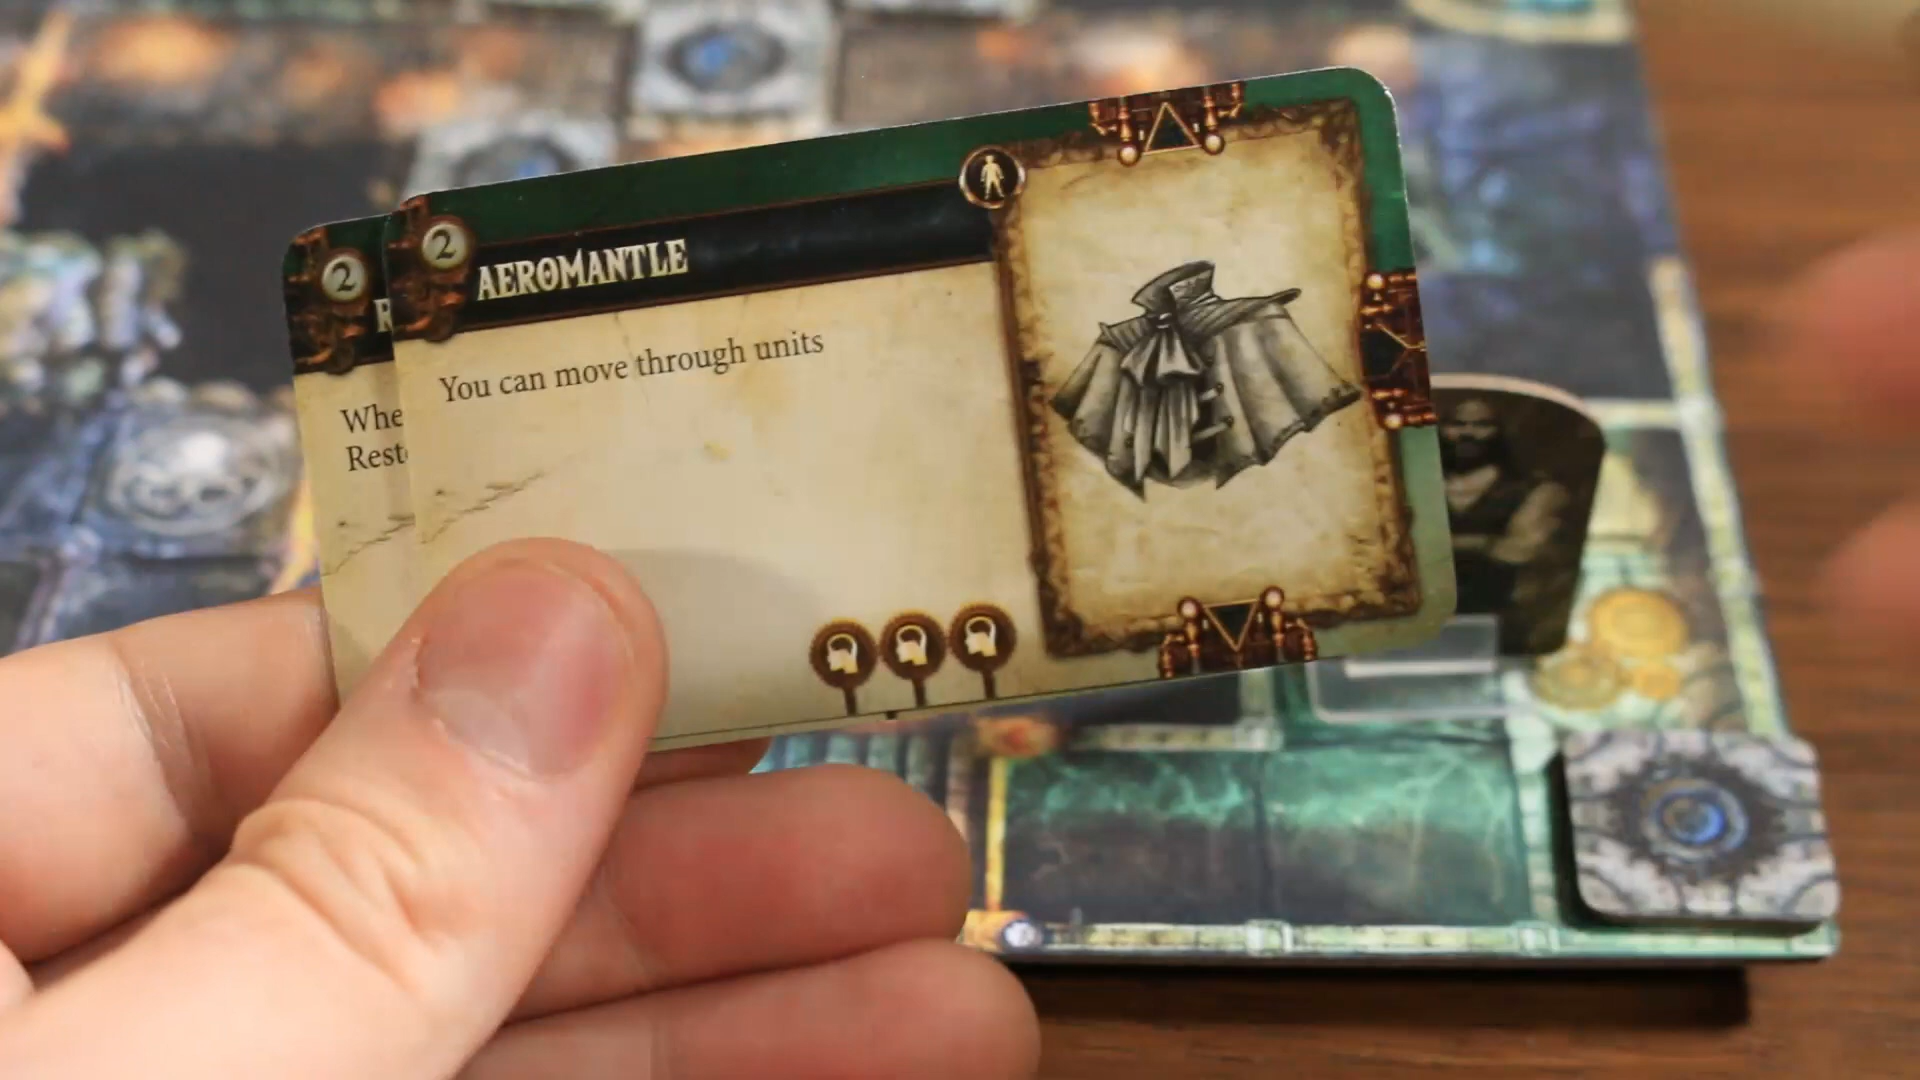 2
AEROMANTLE
You can move through units
2
Whe
Rest